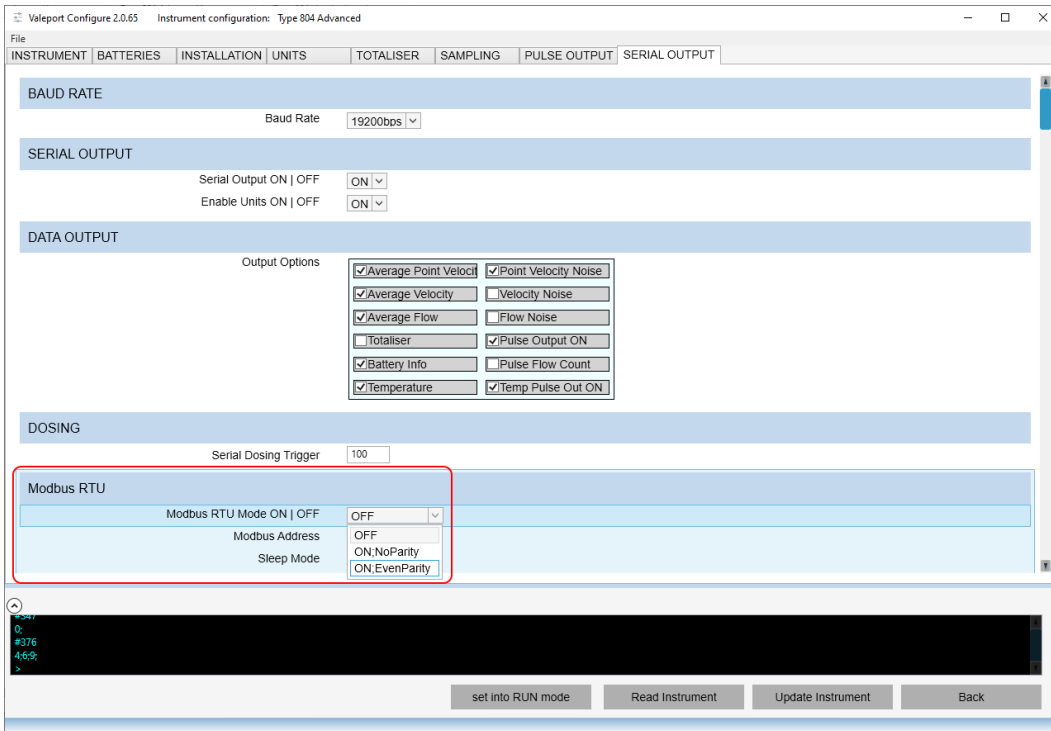 Valeport Configure 2.0.65 Instrument configuration: Type 804 Advanced
File
INSTRUMENT BATTERIES INSTALLATION UNITS TOTALISER SAMPLING PULSE OUTPUT SERIAL OUTPUT
BAUD RATE
Baud Rate 19200bps
SERIAL OUTPUT
Serial Output ON | OFF ON
Enable Units ON | OFF ON
DATA OUTPUT
Output Options
Average Point Velocit Point Velocity Noise
Average Velocity Velocity Noise
Average Flow Flow Noise
Totaliser Pulse Output ON
Battery Info Pulse Flow Count
Temperature Temp Pulse Out ON
DOSING
Serial Dosing Trigger 100
Modbus RTU
Modbus RTU Mode ON | OFF OFF
Modbus Address OFF
ON;NoParity
Sleep Mode ON;EvenParity
#347
0;
#376
4;6;9;
>
set into RUN mode Read Instrument Update Instrument Back